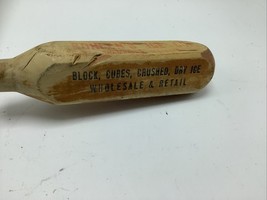 BLOCK, CUBES, CRUSHED, DRY ICE
WHOLESALE & RETAIL